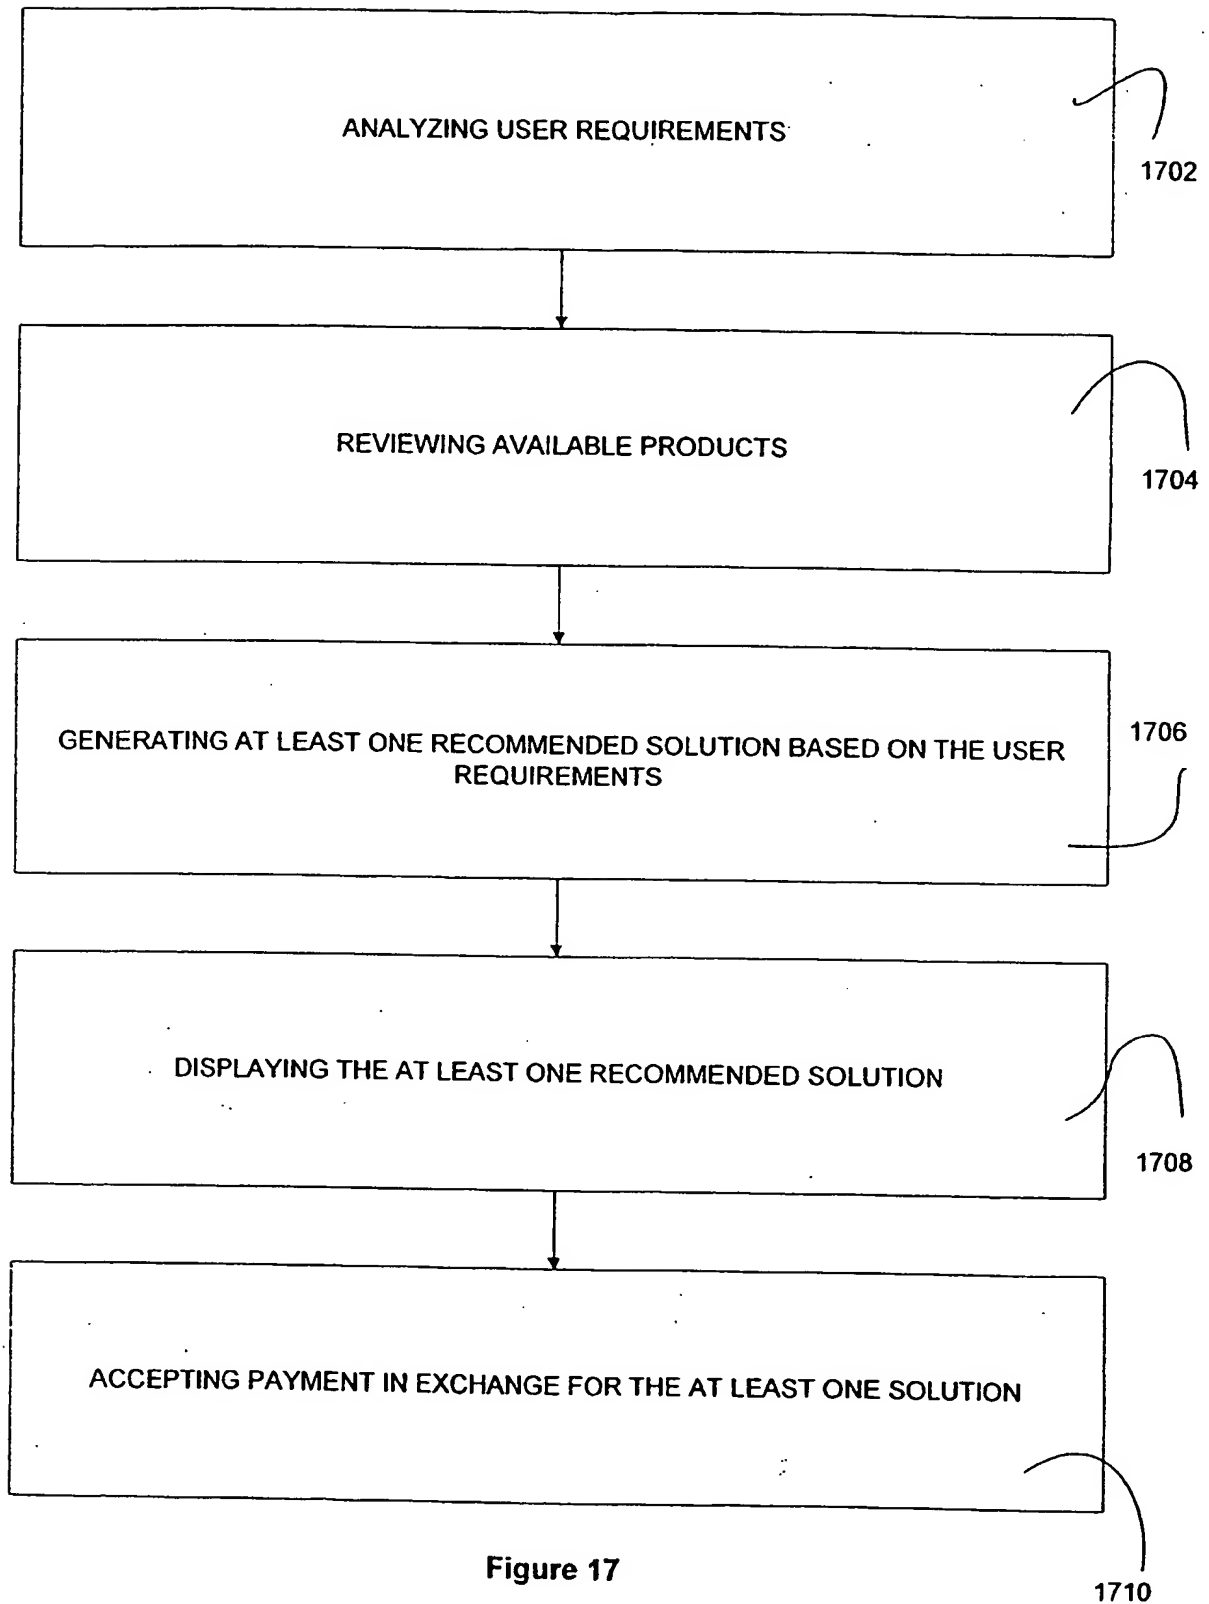 ANALYZING USER REQUIREMENTS
1702
REVIEWING AVAILABLE PRODUCTS
1704
GENERATING AT LEAST ONE RECOMMENDED SOLUTION BASED ON THE USER
REQUIREMENTS
1706
DISPLAYING THE AT LEAST ONE RECOMMENDED SOLUTION
1708
ACCEPTING PAYMENT IN EXCHANGE FOR THE AT LEAST ONE SOLUTION
Figure 17
1710